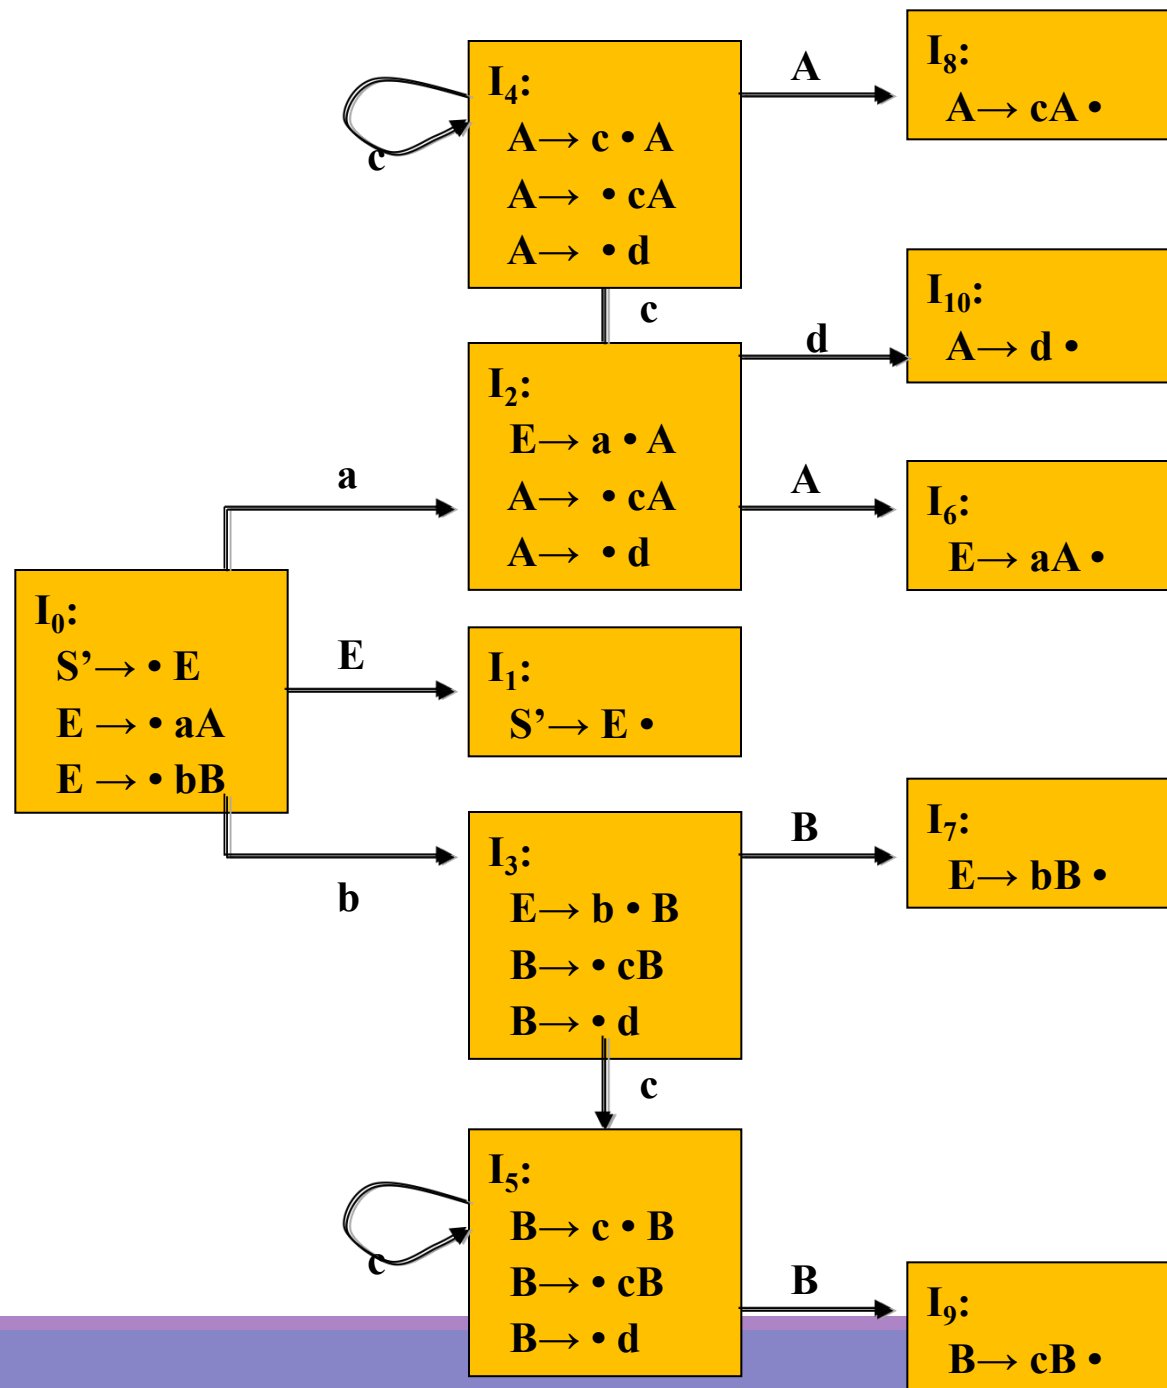 I₄:
A→ c • A
A→ • cA
A→ • d
c
A
I₈:
A→ cA •
c
I₂:
E→ a • A
A→ • cA
A→ • d
d
I₁₀:
A→ d •
A
I₆:
E→ aA •
a
I₀:
S’→ • E
E → • aA
E → • bB
E
I₁:
S’→ E •
b
I₃:
E→ b • B
B→ • cB
B→ • d
B
I₇:
E→ bB •
c
I₅:
B→ c • B
B→ • cB
B→ • d
c
B
I₉:
B→ cB •